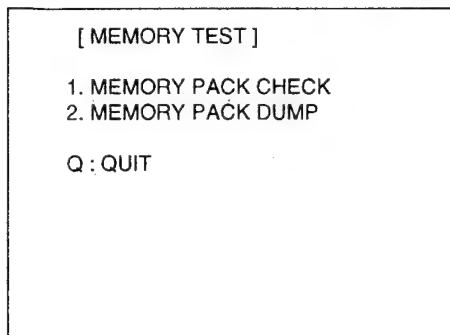 [ MEMORY TEST ]
1. MEMORY PACK CHECK
2. MEMORY PACK DUMP
Q : QUIT